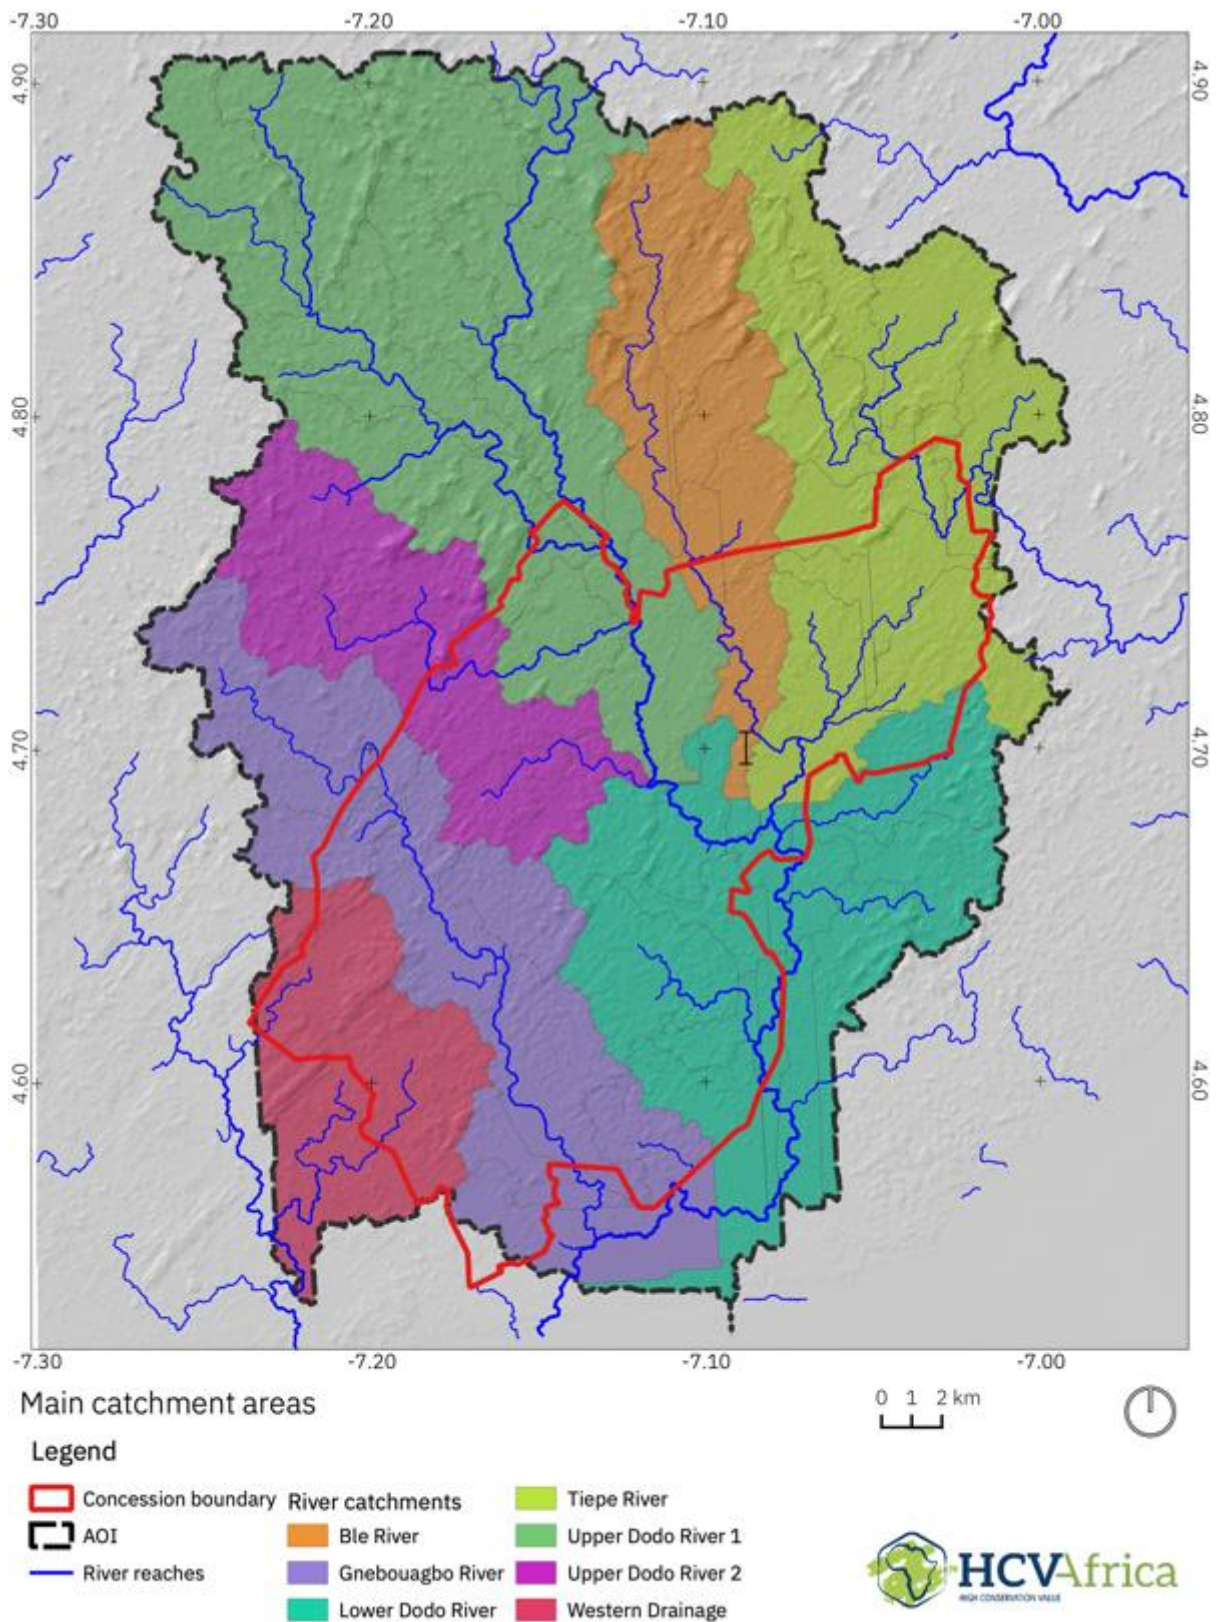 -7.30 -7.20 -7.10 -7.00
4.90 4.90
4.80 4.80
4.70 4.70
4.60 4.60
-7.30 -7.20 -7.10 -7.00
Main catchment areas
0 1 2 km
Legend
Concession boundary
AOI
River reaches
River catchments
Ble River
Gnebouagbo River
Lower Dodo River
Tiepe River
Upper Dodo River 1
Upper Dodo River 2
Western Drainage
HCVAfrica
HIGH CONSERVATION VALUE